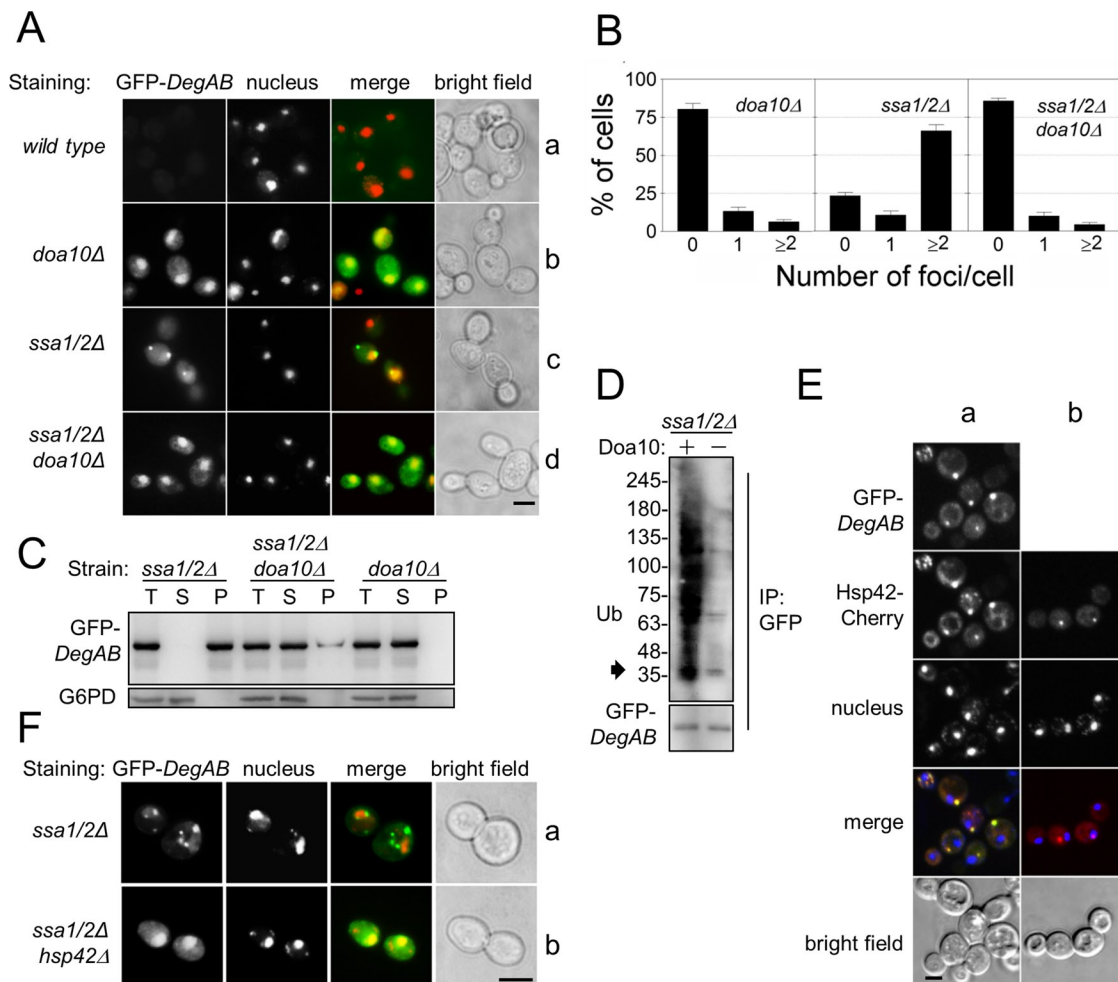 A
Staining: GFP-DegAB nucleus merge bright field
wild type a
doa10Δ b
ssa1/2Δ c
ssa1/2Δ
doa10Δ d
B
% of cells
100
75
50
25
0
doa10Δ ssa1/2Δ ssa1/2Δ
doa10Δ
0 1 ≥2 0 1 ≥2 0 1 ≥2
Number of foci/cell
C
Strain: ssa1/2Δ ssa1/2Δ doa10Δ
doa10Δ
T S P T S P T S P
GFP-
DegAB
G6PD
D
ssa1/2Δ
Doa10: + −
245-
180-
135-
100-
75-
63-
48-
35-
Ub
IP:
GFP
GFP-
DegAB
E
a b
GFP-
DegAB
Hsp42-
Cherry
nucleus
merge
bright field
F
Staining: GFP-DegAB nucleus merge bright field
ssa1/2Δ a
ssa1/2Δ
hsp42Δ b